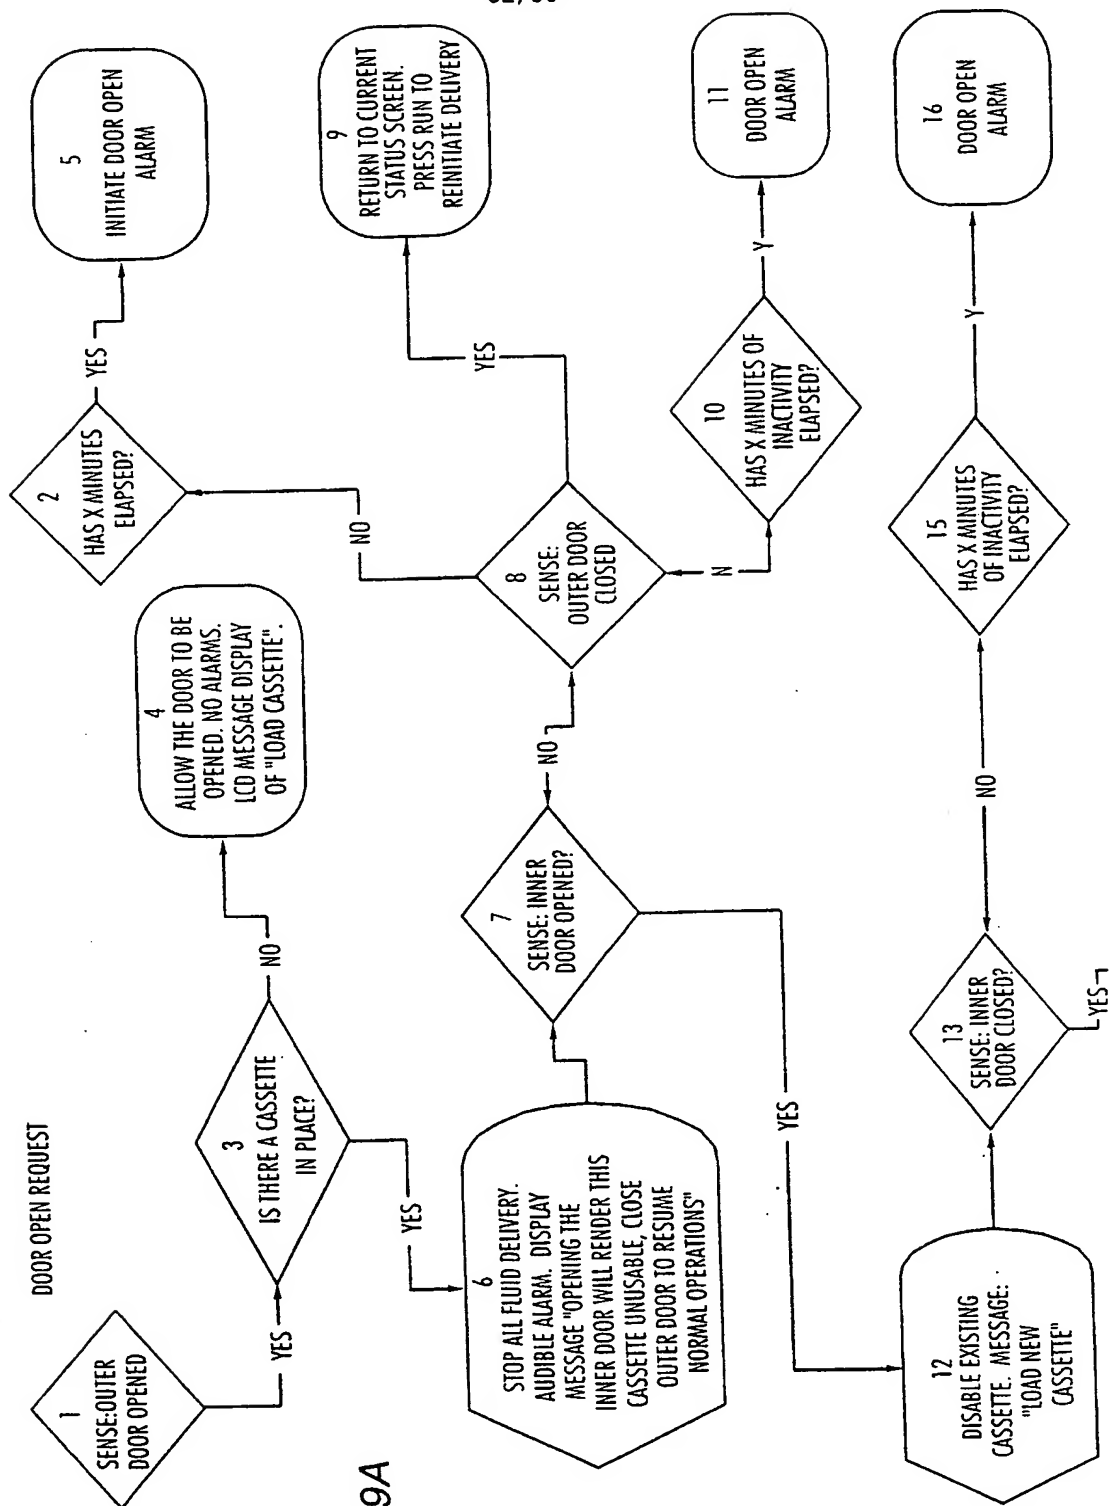 DOOR OPEN REQUEST
1
SENSE:OUTER
DOOR OPENED
YES
3
IS THERE A CASSETTE
IN PLACE?
NO
4
ALLOW THE DOOR TO BE
OPENED. NO ALARMS.
LCD MESSAGE DISPLAY
OF "LOAD CASSETTE".
YES
6
STOP ALL FLUID DELIVERY.
AUDIBLE ALARM. DISPLAY
MESSAGE "OPENING THE
INNER DOOR WILL RENDER THIS
CASSETTE UNUSABLE, CLOSE
OUTER DOOR TO RESUME
NORMAL OPERATIONS"
7
SENSE: INNER
DOOR OPENED?
NO
8
SENSE:
OUTER DOOR
CLOSED
NO
2
HAS X MINUTES
ELAPSED?
YES
5
INITIATE DOOR OPEN
ALARM
YES
9
RETURN TO CURRENT
STATUS SCREEN.
PRESS RUN TO
REINITIATE DELIVERY
N
10
HAS X MINUTES OF
INACTIVITY
ELAPSED?
Y
11
DOOR OPEN
ALARM
YES
12
DISABLE EXISTING
CASSETTE. MESSAGE:
"LOAD NEW
CASSETTE"
13
SENSE: INNER
DOOR CLOSED?
YES
NO
15
HAS X MINUTES
OF INACTIVITY
ELAPSED?
Y
16
DOOR OPEN
ALARM
9A